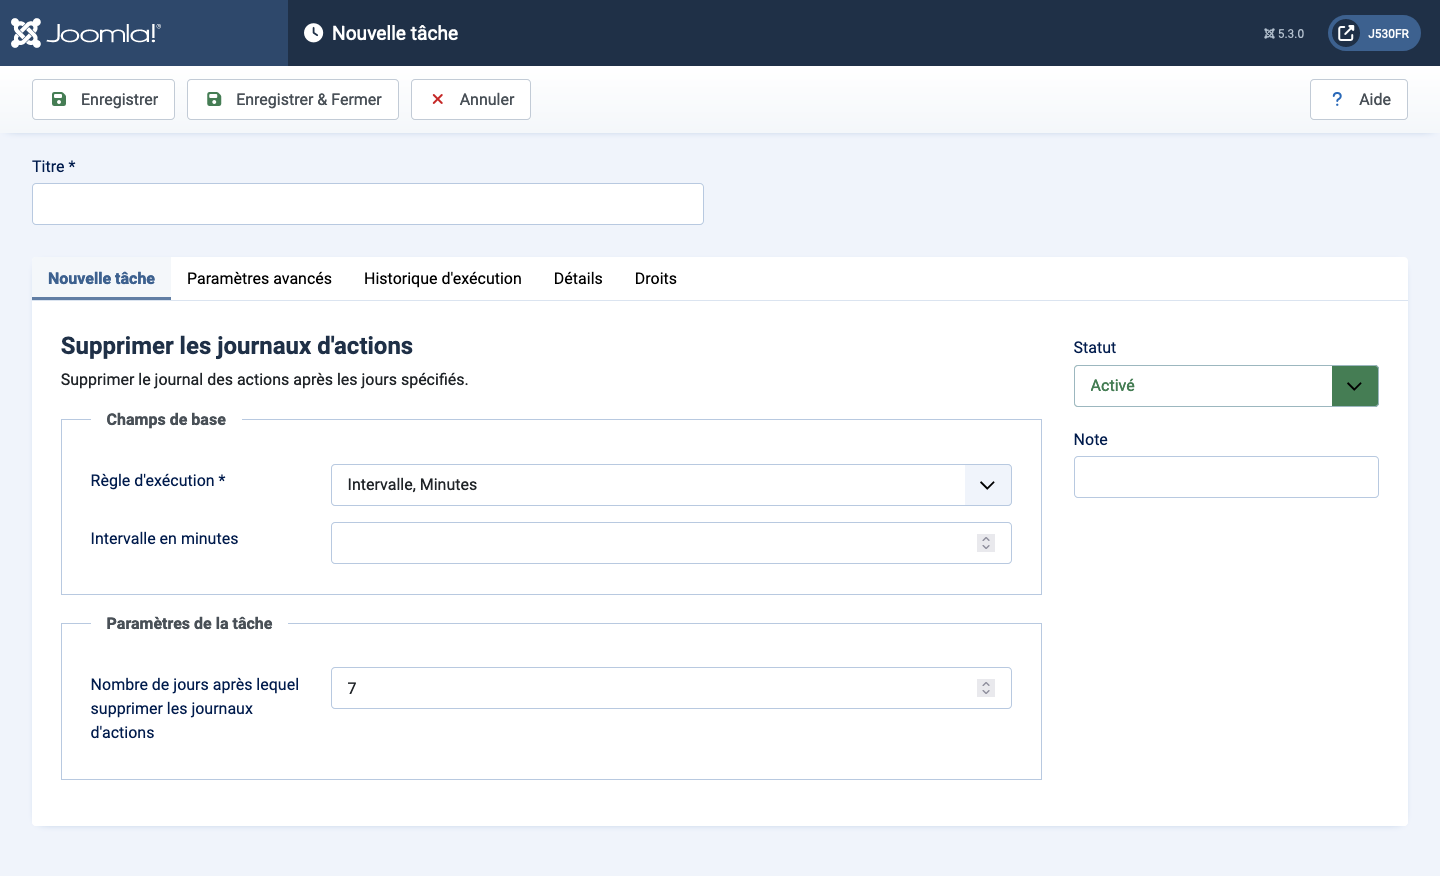 Joomla!®
Nouvelle tâche
5.3.0
J530FR
Enregistrer
Enregistrer & Fermer
Annuler
? Aide
Titre *
Nouvelle tâche
Paramètres avancés
Historique d'exécution
Détails
Droits
Supprimer les journaux d'actions
Supprimer le journal des actions après les jours spécifiés.
Champs de base
Règle d'exécution *
Intervalle, Minutes
Intervalle en minutes
Paramètres de la tâche
Nombre de jours après lequel
supprimer les journaux
d'actions
7
Statut
Activé
Note